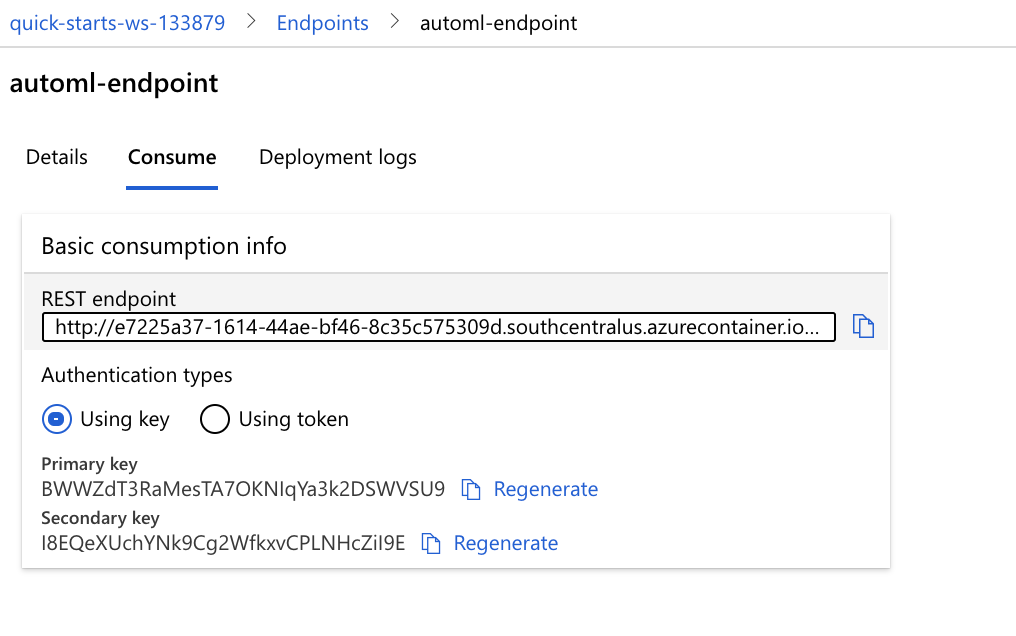 quick-starts-ws-133879 > Endpoints > automl-endpoint
automl-endpoint
Details Consume Deployment logs
Basic consumption info
REST endpoint
http://e7225a37-1614-44ae-bf46-8c35c575309d.southcentralus.azurecontainer.io...
Authentication types
Using key Using token
Primary key
BWWZdT3RaMesTA7OKNIqYa3k2DSWVSU9 Regenerate
Secondary key
I8EQeXUchYNk9Cg2WfkxvCPLNHcZiI9E Regenerate